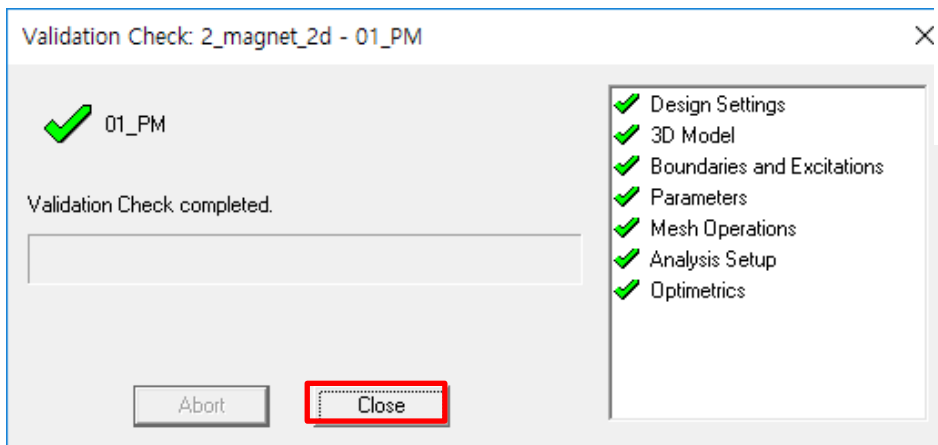 Validation Check: 2_magnet_2d - 01_PM
01_PM
Validation Check completed.
Abort
Close
Design Settings
3D Model
Boundaries and Excitations
Parameters
Mesh Operations
Analysis Setup
Optimetrics